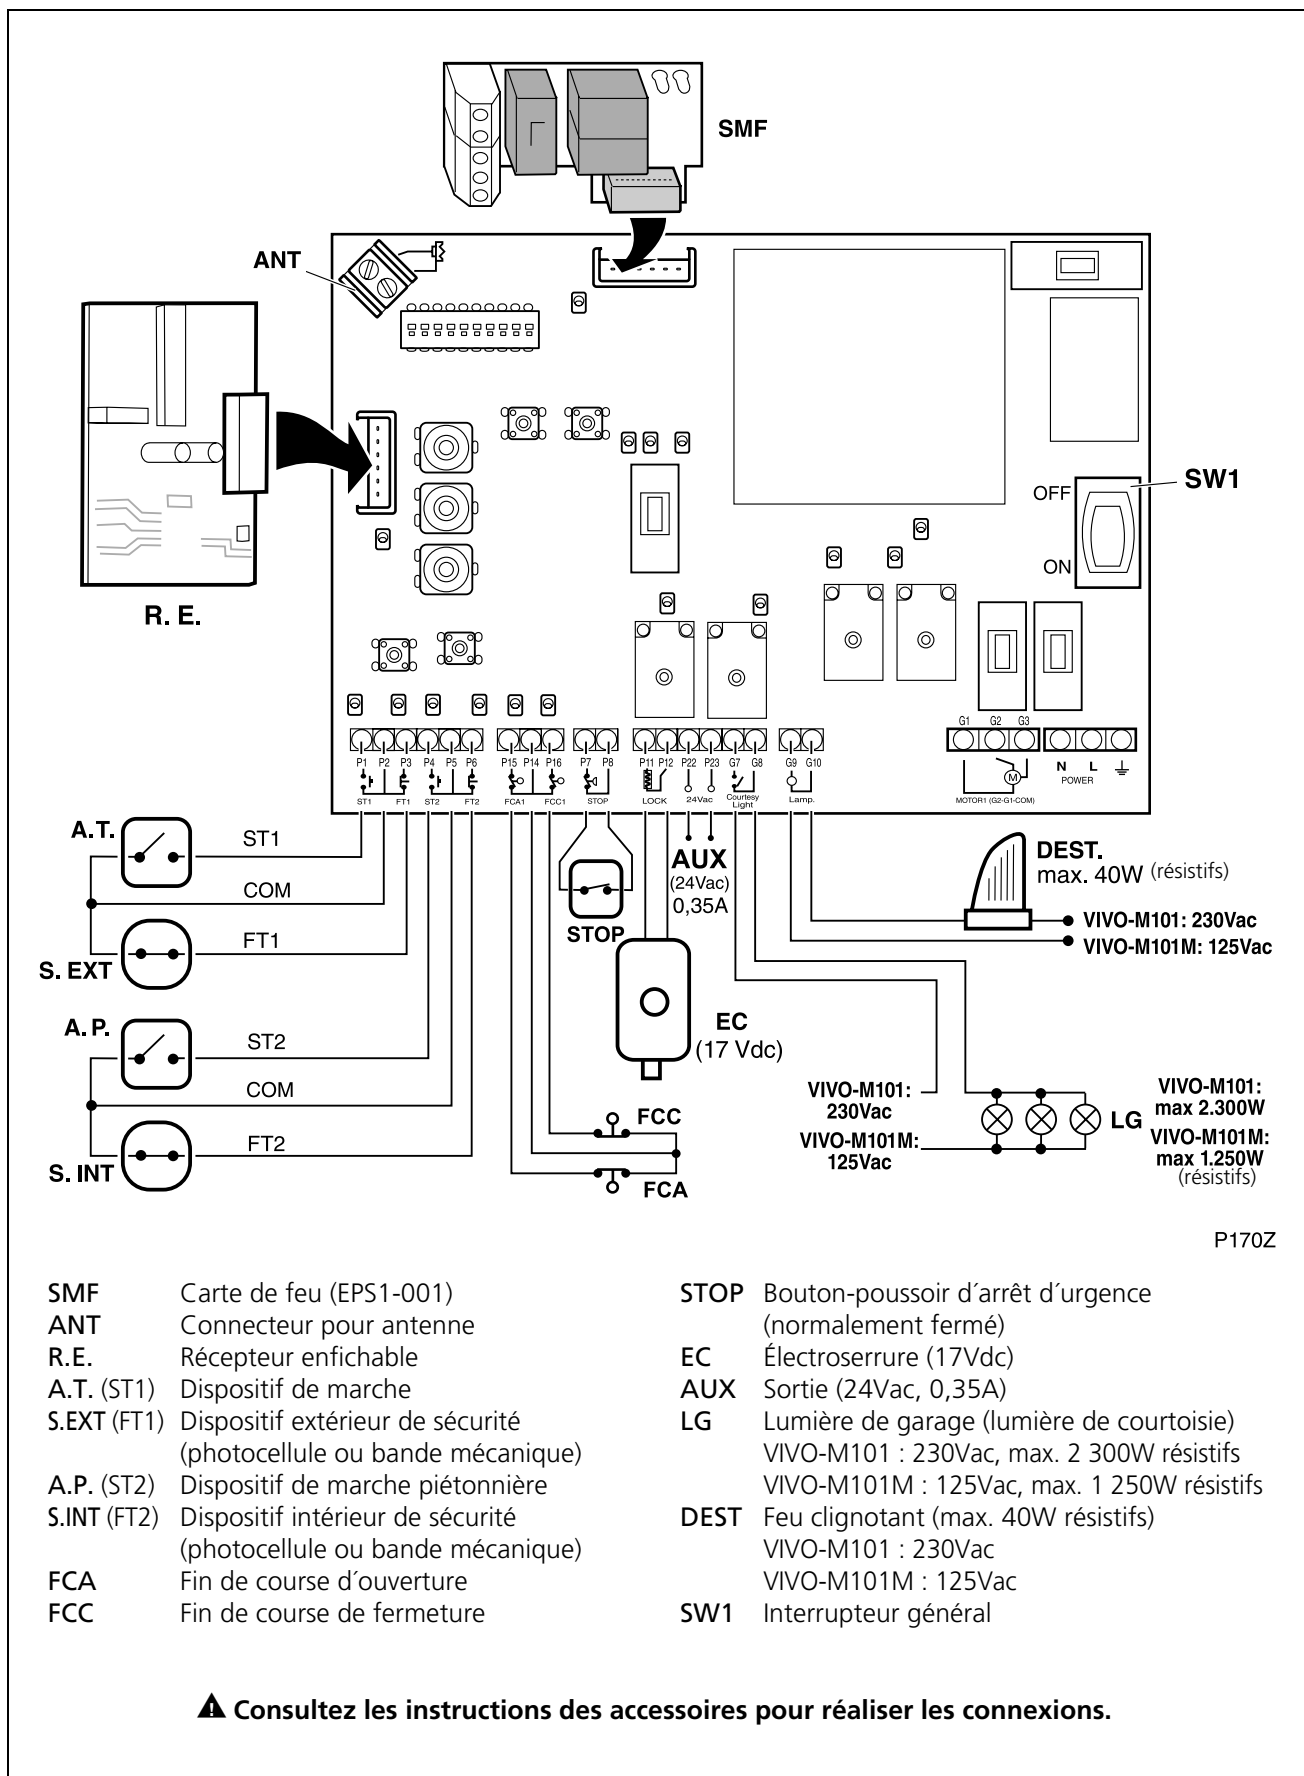 SMF
ANT
R. E.
SW1
OFF
ON
G1 G2 G3
P1 P2 P3 P4 P5 P6 P15 P14 P16 P7 P8 P11 P12 P22 P23 G7 G8 G9 G10
N L
POWER
M
ST1 FT1 ST2 FT2 FCA1 FCC1 STOP LOCK 24Vac Courtesy Light Lamp. MOTOR1 (G2-G1-COM)
A.T.
ST1
COM
FT1
S. EXT
A. P.
ST2
COM
FT2
S. INT
STOP
AUX
(24Vac)
0,35A
EC
(17 Vdc)
FCC
FCA
DEST.
max. 40W (résistifs)
VIVO-M101: 230Vac
VIVO-M101M: 125Vac
VIVO-M101:
230Vac
VIVO-M101M:
125Vac
LG
VIVO-M101:
max 2.300W
VIVO-M101M:
max 1.250W
(résistifs)
P170Z
SMF Carte de feu (EPS1-001)
ANT Connecteur pour antenne
R.E. Récepteur enfichable
A.T. (ST1) Dispositif de marche
S.EXT (FT1) Dispositif extérieur de sécurité
(photocellule ou bande mécanique)
A.P. (ST2) Dispositif de marche piétonnière
S.INT (FT2) Dispositif intérieur de sécurité
(photocellule ou bande mécanique)
FCA Fin de course d´ouverture
FCC Fin de course de fermeture
STOP Bouton-poussoir d´arrêt d´urgence
(normalement fermé)
EC Électroserrure (17Vdc)
AUX Sortie (24Vac, 0,35A)
LG Lumière de garage (lumière de courtoisie)
VIVO-M101 : 230Vac, max. 2 300W résistifs
VIVO-M101M : 125Vac, max. 1 250W résistifs
DEST Feu clignotant (max. 40W résistifs)
VIVO-M101 : 230Vac
VIVO-M101M : 125Vac
SW1 Interrupteur général
Consultez les instructions des accessoires pour réaliser les connexions.